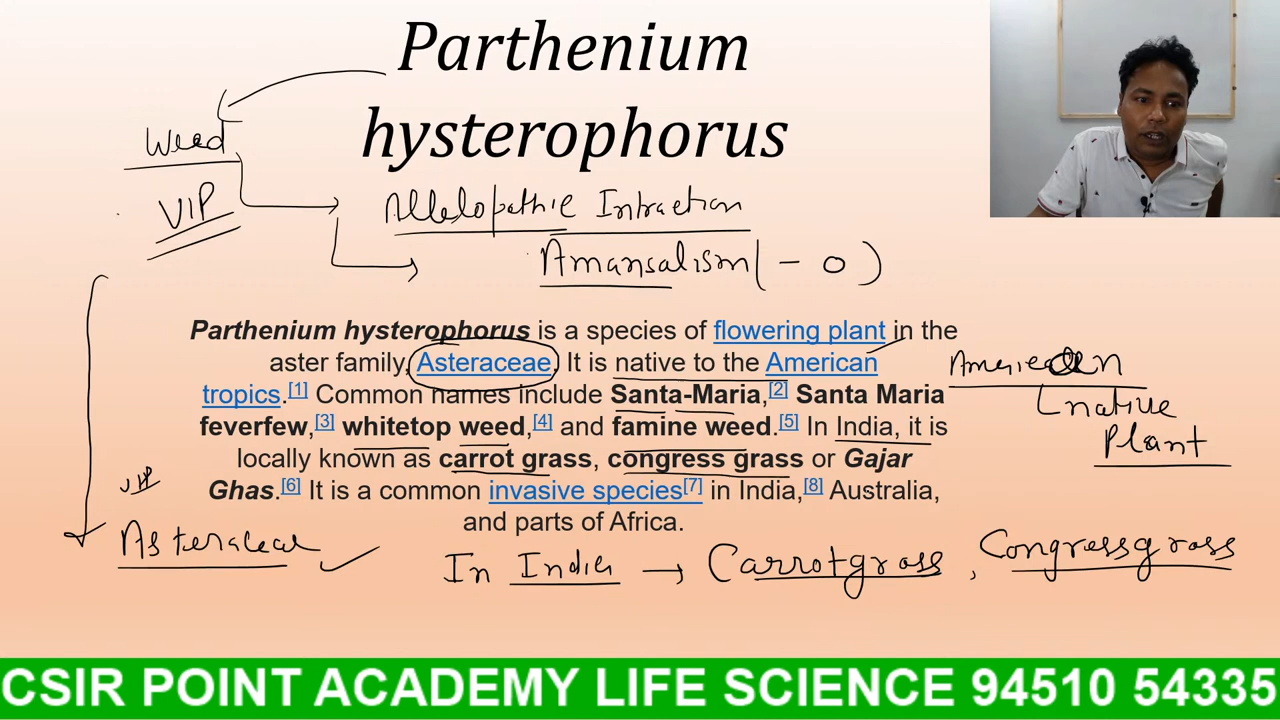 Parthenium
hysterophorus
Weed
VIP
Allelopathic Intraction
Amansalism ( - 0 )
Parthenium hysterophorus is a species of flowering plant in the
aster family, Asteraceae. It is native to the American
tropics.[1] Common names include Santa-Maria,[2] Santa Maria
feverfew,[3] whitetop weed,[4] and famine weed.[5] In India, it is
locally known as carrot grass, congress grass or Gajar
Ghas.[6] It is a common invasive species[7] in India,[8] Australia,
and parts of Africa.
native
Plant
VIP
In India → Carrotgrass , Congressgrass
CSIR POINT ACADEMY LIFE SCIENCE 94510 54335